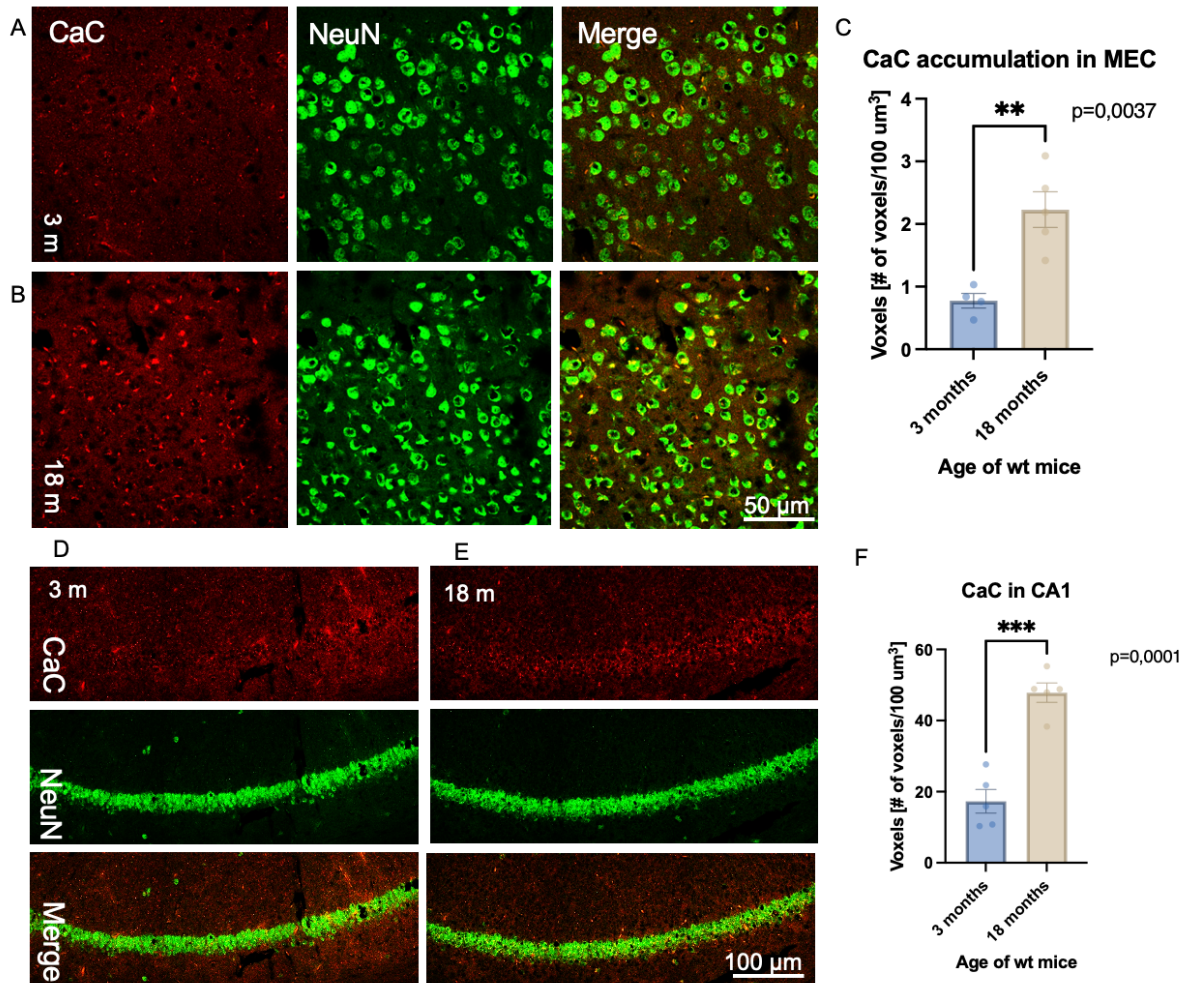 A
CaC
NeuN
Merge
3 m
B
18 m
50 µm
C
CaC accumulation in MEC
**
p=0,0037
Voxels [# of voxels/100 um³]
4
3
2
1
0
3 months
18 months
Age of wt mice
D
3 m
CaC
NeuN
Merge
E
18 m
100 µm
F
CaC in CA1
***
p=0,0001
Voxels [# of voxels/100 um³]
60
40
20
0
3 months
18 months
Age of wt mice